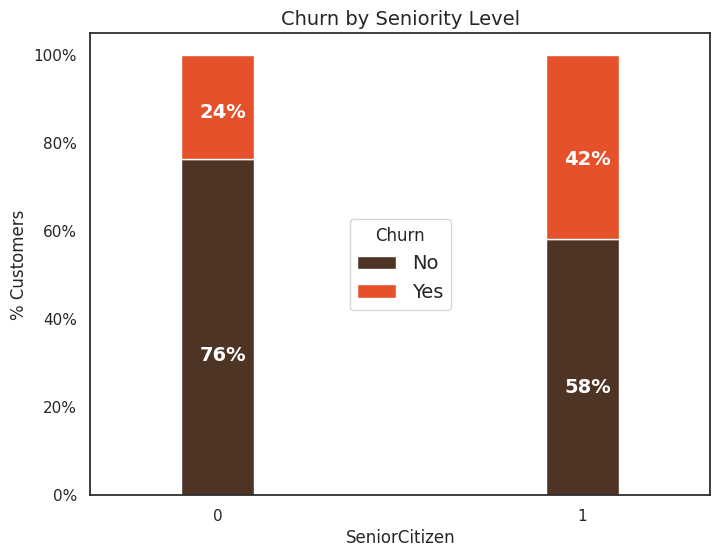 Churn by Seniority Level
100%
80%
60%
40%
20%
0%
% Customers
24%
76%
42%
58%
Churn
No
Yes
0
1
SeniorCitizen